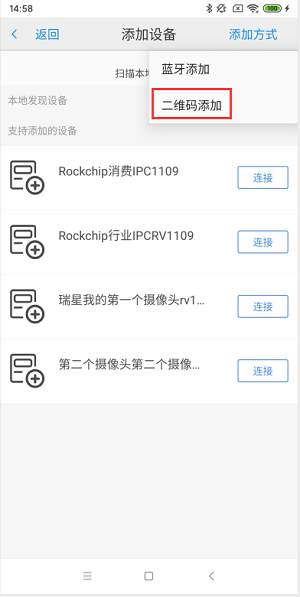 14:58
100
返回
添加设备
添加方式
蓝牙添加
扫描本地
二维码添加
本地发现设备
支持添加的设备
Rockchip消费IPC1109
连接
Rockchip行业IPCRV1109
连接
瑞星我的第一个摄像头rv1...
连接
第二个摄像头第二个摄像...
连接